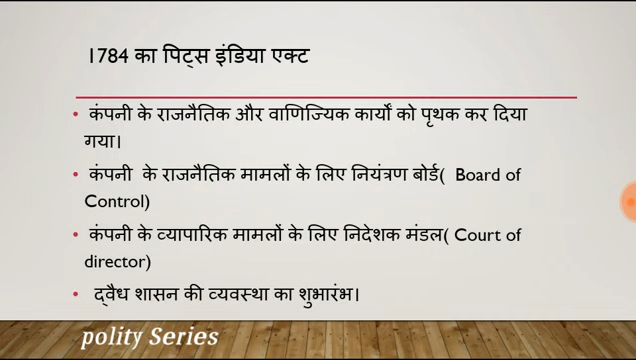 1784 का पिट्स इंडिया एक्ट
• कंपनी के राजनैतिक और वाणिज्यिक कार्यों को पृथक कर दिया
गया।
• कंपनी के राजनैतिक मामलों के लिए नियंत्रण बोर्ड( Board of
Control)
• कंपनी के व्यापारिक मामलों के लिए निदेशक मंडल( Court of
director)
• द्वैध शासन की व्यवस्था का शुभारंभ।
polity Series